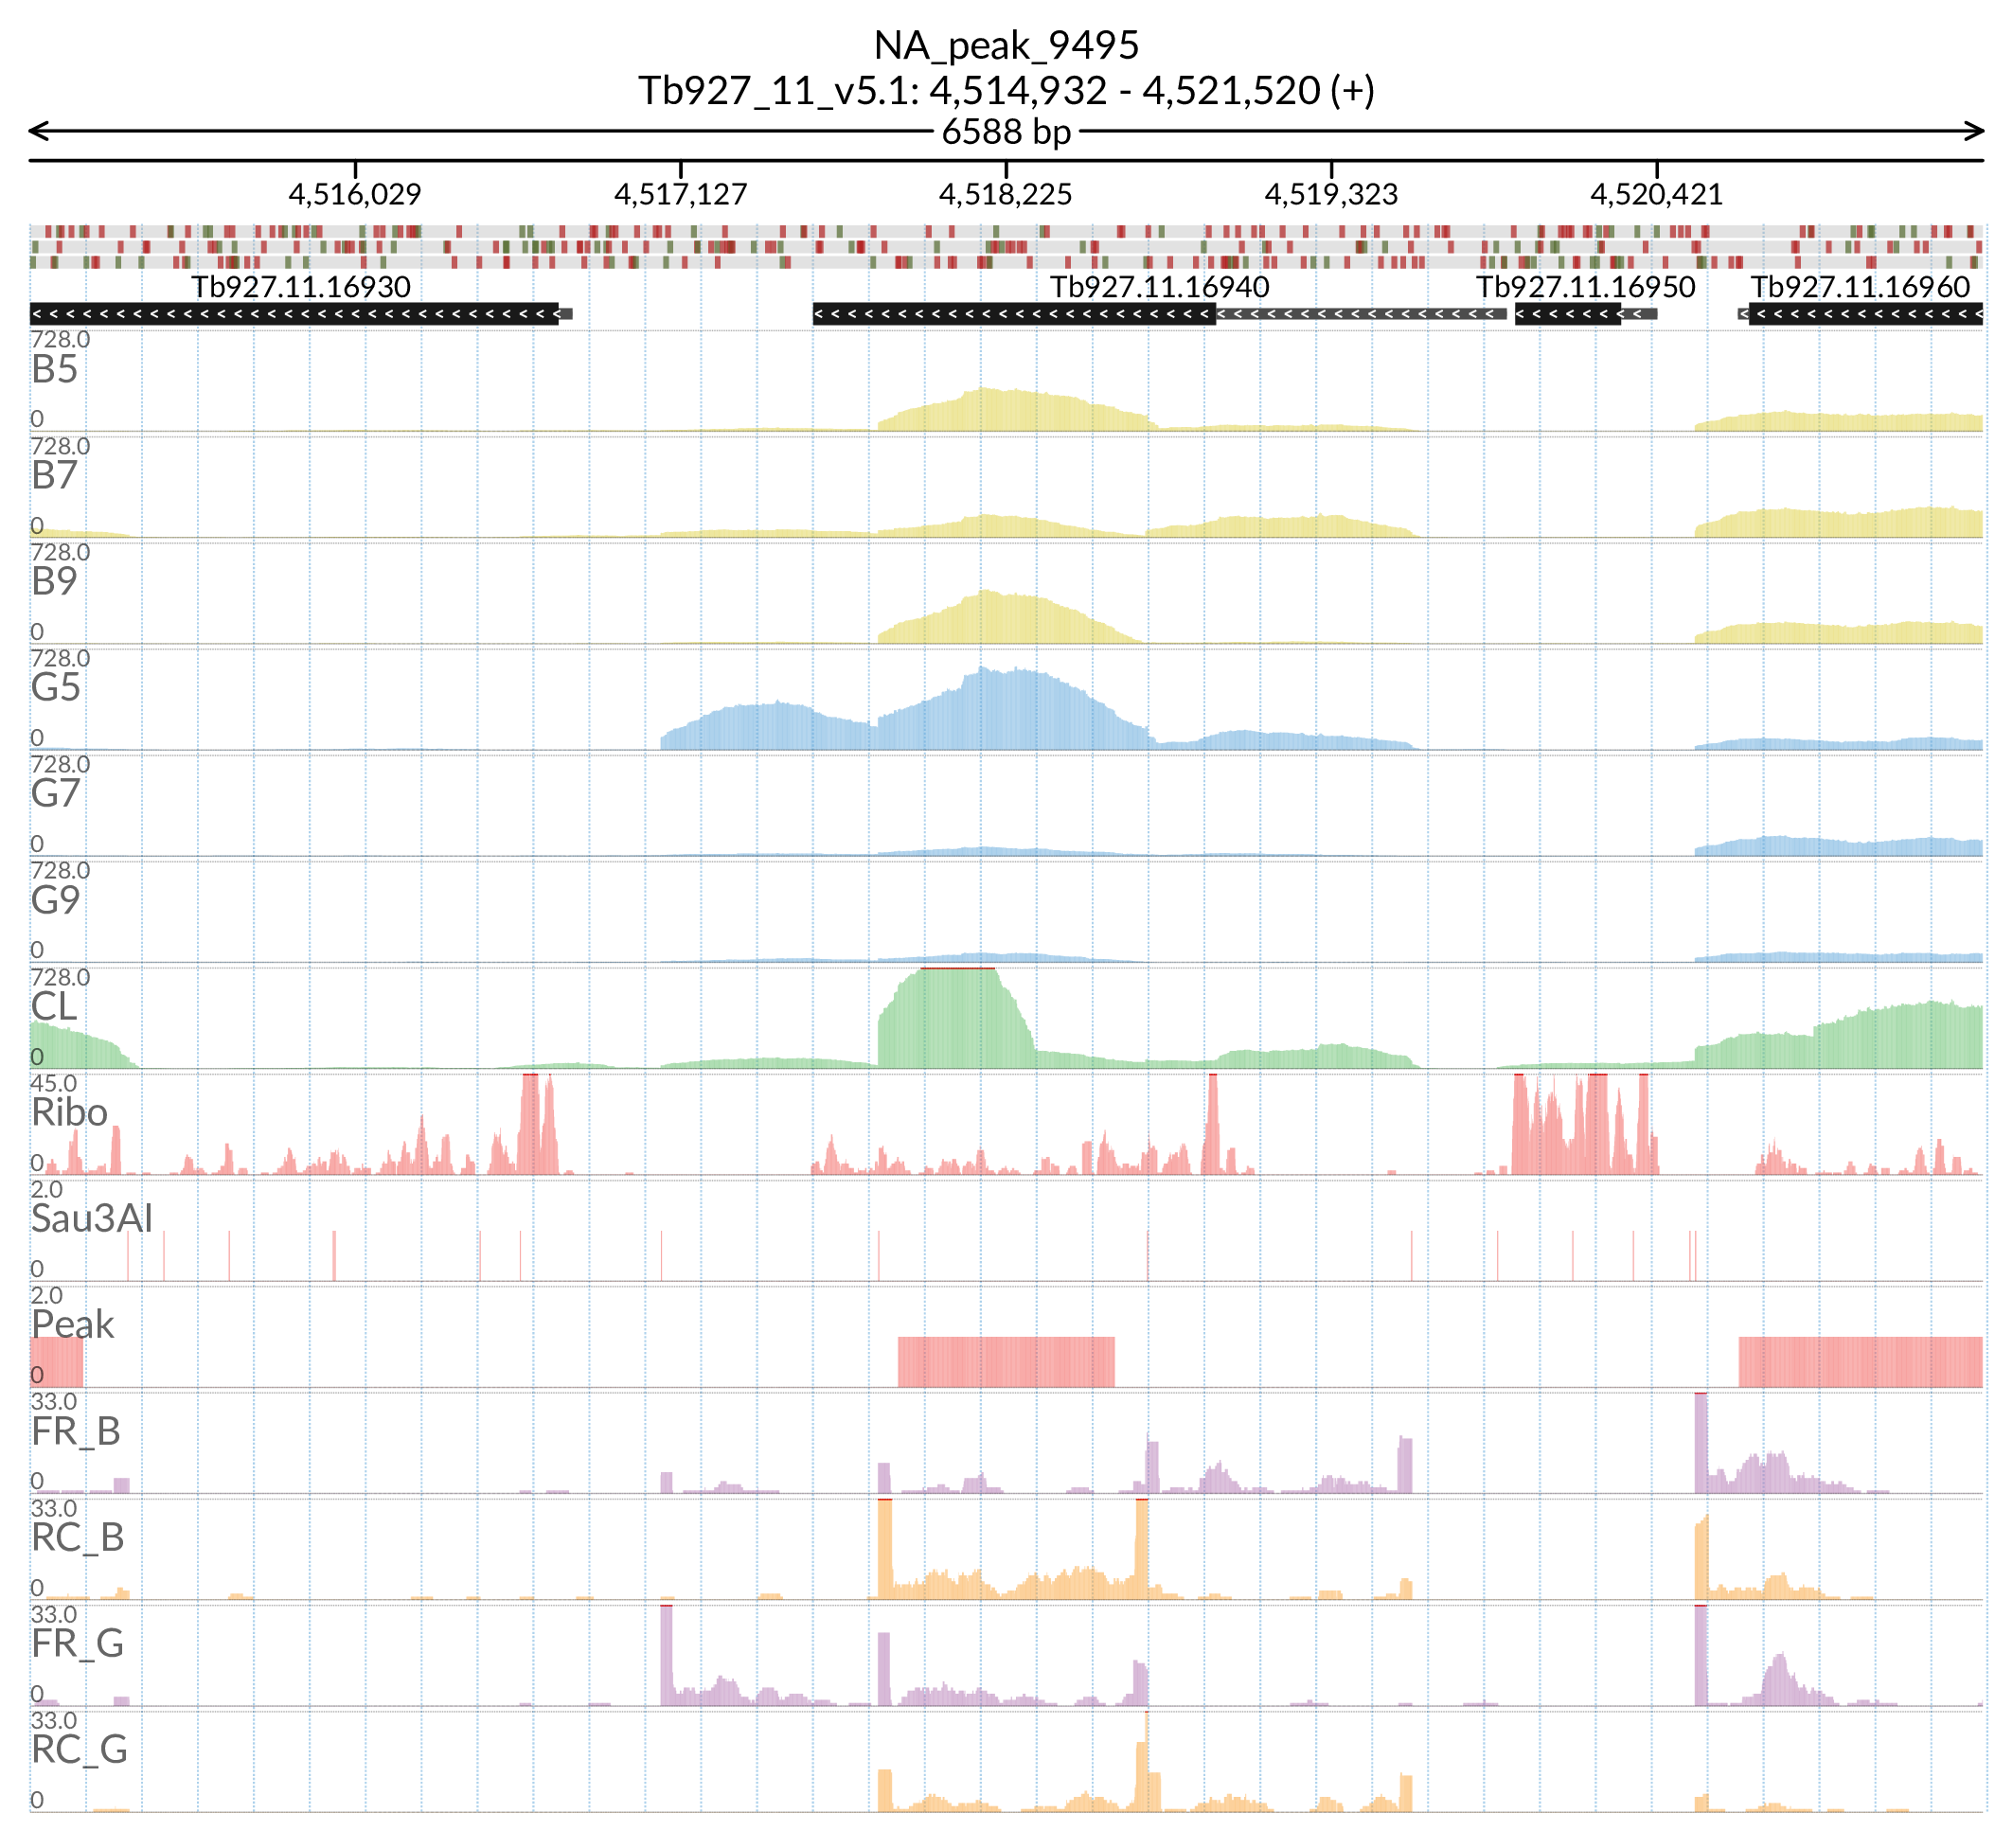 NA_peak_9495
Tb927_11_v5.1: 4,514,932 - 4,521,520 (+)
6588 bp
4,516,029 4,517,127 4,518,225 4,519,323 4,520,421
Tb927.11.16930 Tb927.11.16940 Tb927.11.16950 Tb927.11.16960
728.0
B5
0
728.0
B7
0
728.0
B9
0
728.0
G5
0
728.0
G7
0
728.0
G9
0
728.0
CL
0
45.0
Ribo
0
2.0
Sau3AI
0
2.0
Peak
0
33.0
FR_B
0
33.0
RC_B
0
33.0
FR_G
0
33.0
RC_G
0